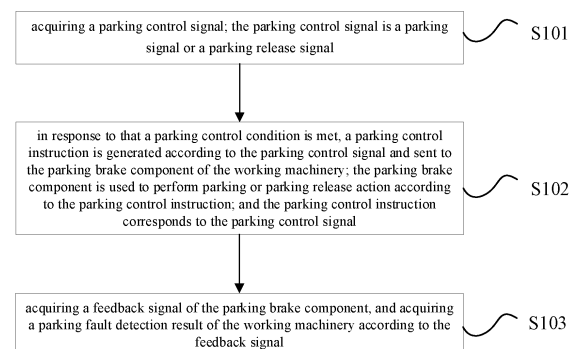 acquiring a parking control signal; the parking control signal is a parking
signal or a parking release signal
S101
in response to that a parking control condition is met, a parking control
instruction is generated according to the parking control signal and sent to
the parking brake component of the working machinery; the parking brake
component is used to perform parking or parking release action according
to the parking control instruction; and the parking control instruction
corresponds to the parking control signal
S102
acquiring a feedback signal of the parking brake component, and acquiring
a parking fault detection result of the working machinery according to the
feedback signal
S103